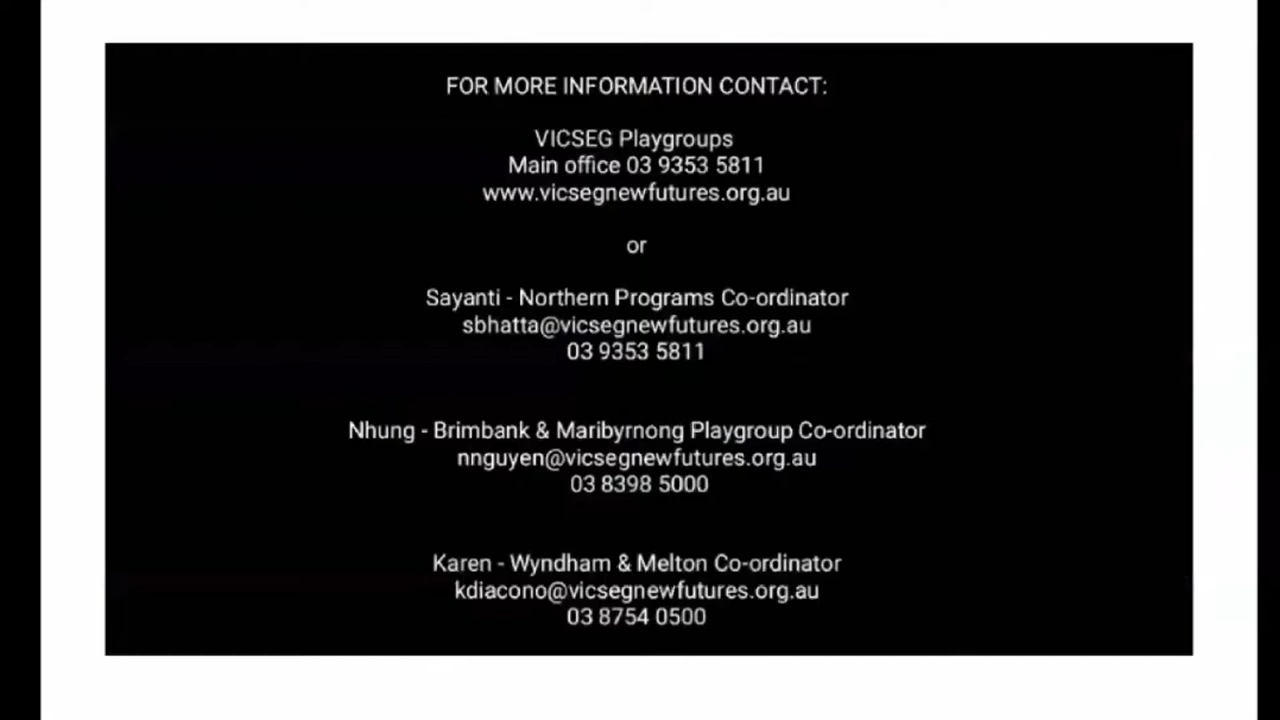 FOR MORE INFORMATION CONTACT:
VICSEG Playgroups
Main office 03 9353 5811
www.vicsegnewfutures.org.au
or
Sayanti - Northern Programs Co-ordinator
sbhatta@vicsegnewfutures.org.au
03 9353 5811
Nhung - Brimbank & Maribyrnong Playgroup Co-ordinator
nnguyen@vicsegnewfutures.org.au
03 8398 5000
Karen - Wyndham & Melton Co-ordinator
kdiacono@vicsegnewfutures.org.au
03 8754 0500